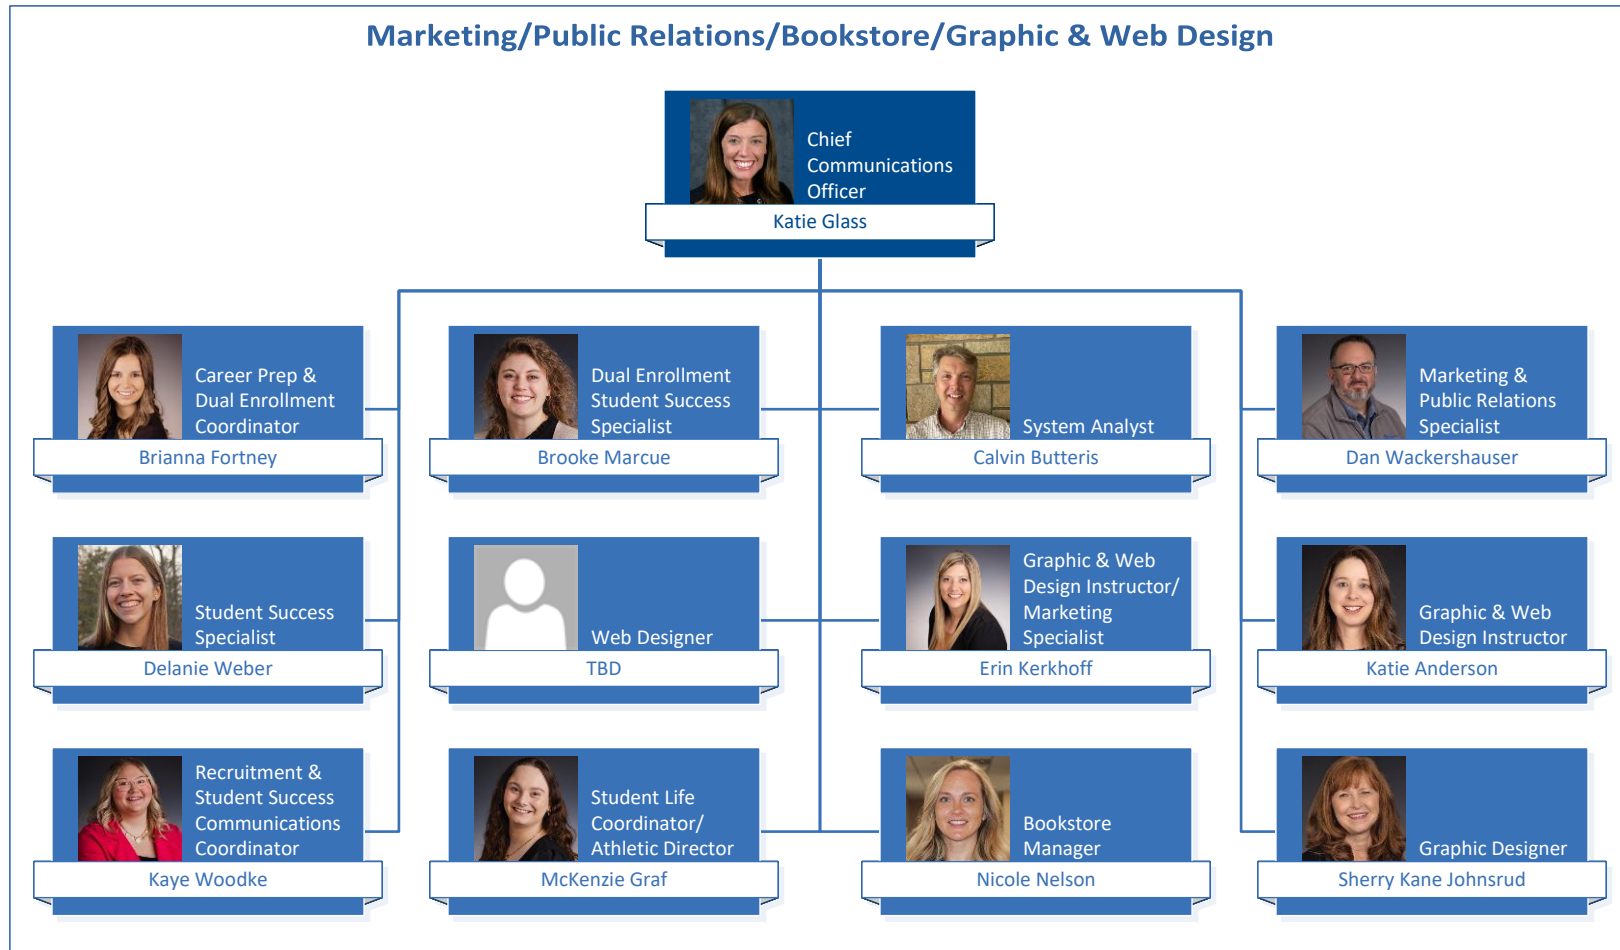 Marketing/Public Relations/Bookstore/Graphic & Web Design
Chief
Communications
Officer
Katie Glass
Career Prep &
Dual Enrollment
Coordinator
Brianna Fortney
Dual Enrollment
Student Success
Specialist
Brooke Marcue
System Analyst
Calvin Butteris
Marketing &
Public Relations
Specialist
Dan Wackershauser
Student Success
Specialist
Delanie Weber
Web Designer
TBD
Graphic & Web
Design Instructor/
Marketing
Specialist
Erin Kerkhoff
Graphic & Web
Design Instructor
Katie Anderson
Recruitment &
Student Success
Communications
Coordinator
Kaye Woodke
Student Life
Coordinator/
Athletic Director
McKenzie Graf
Bookstore
Manager
Nicole Nelson
Graphic Designer
Sherry Kane Johnsrud